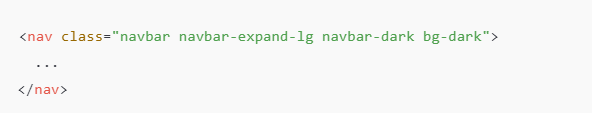 <nav class="navbar navbar-expand-lg navbar-dark bg-dark">
  ...
</nav>